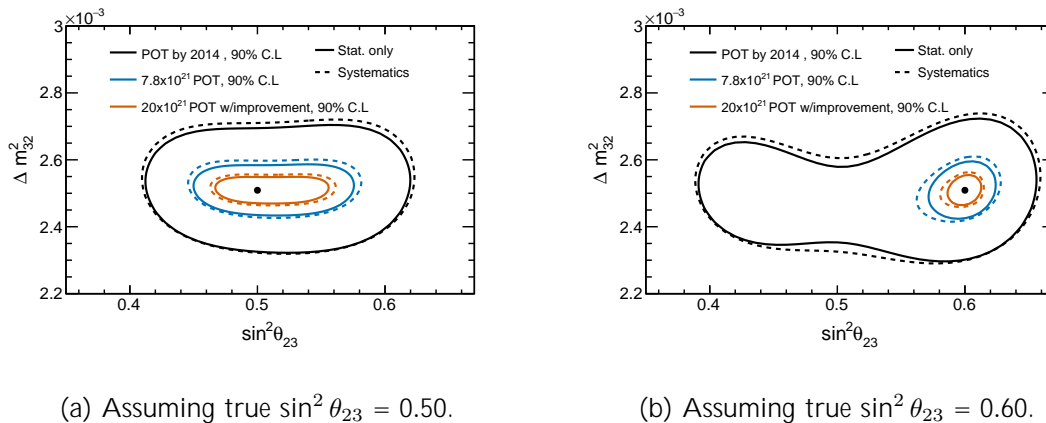 ×10⁻³
3
2.8
2.6
2.4
2.2
Δ m²₃₂
POT by 2014 , 90% C.L
7.8x10²¹ POT, 90% C.L
20x10²¹ POT w/improvement, 90% C.L
Stat. only
Systematics
0.4 0.5 0.6
sin²θ₂₃
(a) Assuming true sin² θ₂₃ = 0.50.
×10⁻³
3
2.8
2.6
2.4
2.2
Δ m²₃₂
POT by 2014 , 90% C.L
7.8x10²¹ POT, 90% C.L
20x10²¹ POT w/improvement, 90% C.L
Stat. only
Systematics
0.4 0.5 0.6
sin²θ₂₃
(b) Assuming true sin² θ₂₃ = 0.60.